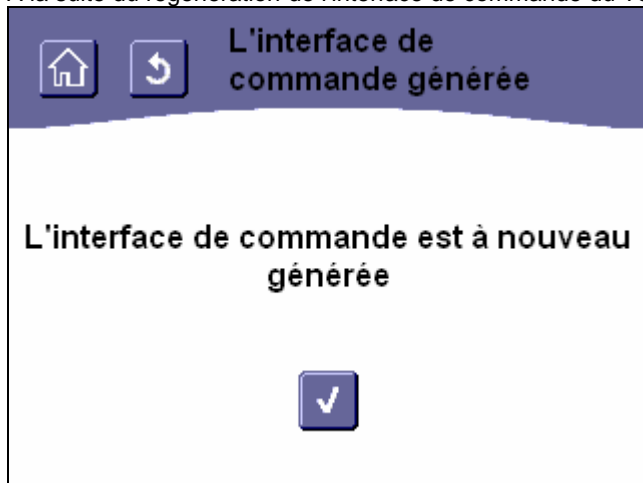 L'interface de
commande générée
L'interface de commande est à nouveau
générée